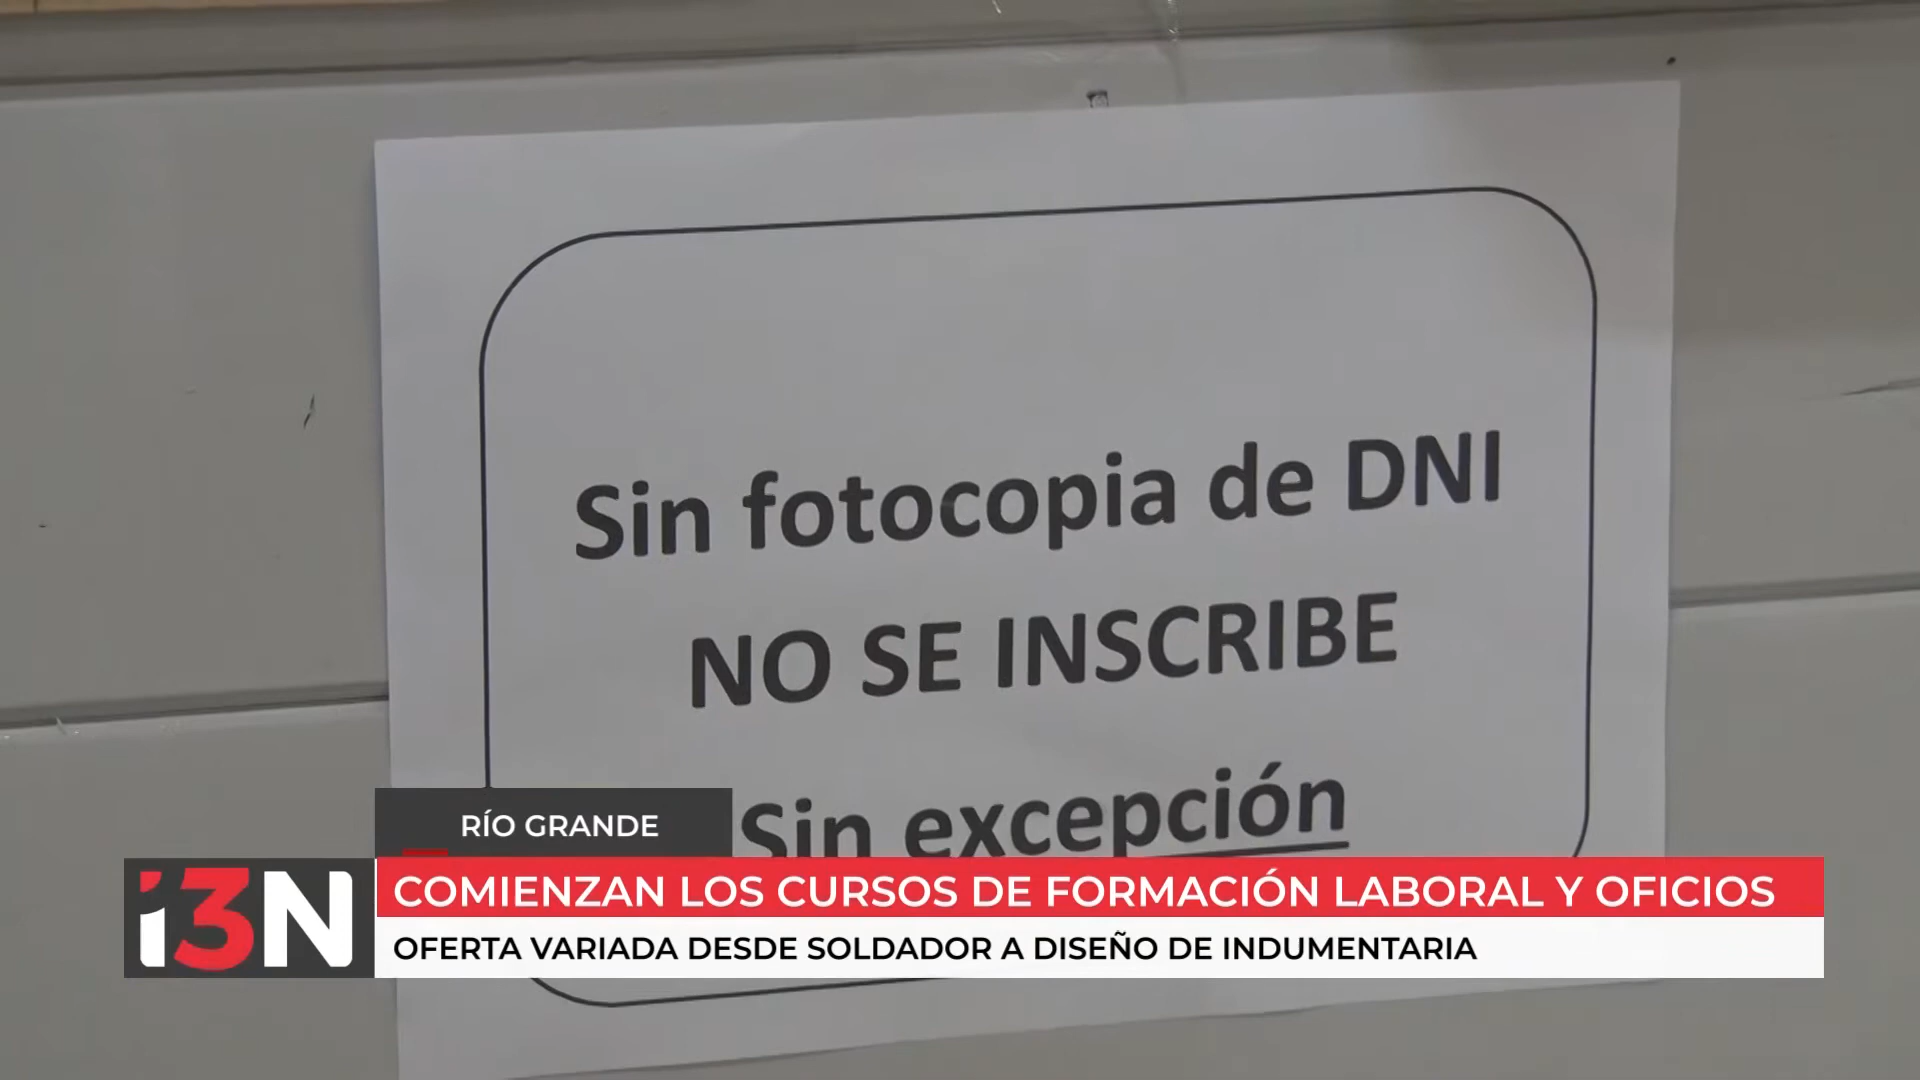 Sin fotocopia de DNI
NO SE INSCRIBE
Sin excepción
RÍO GRANDE
i3N
COMIENZAN LOS CURSOS DE FORMACIÓN LABORAL Y OFICIOS
OFERTA VARIADA DESDE SOLDADOR A DISEÑO DE INDUMENTARIA